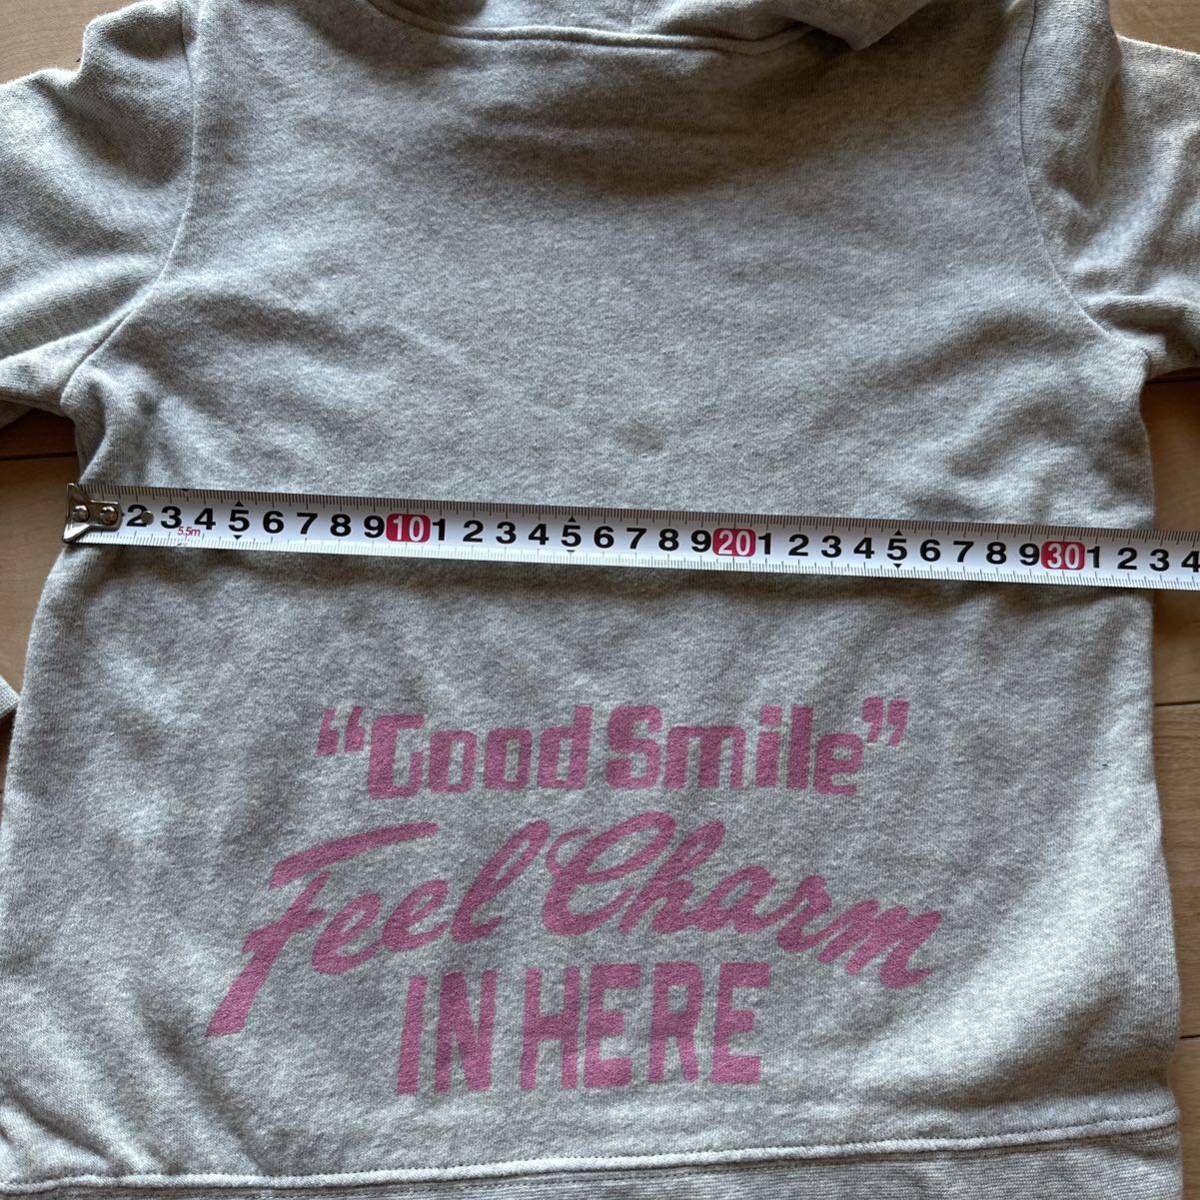 2 3 4 5 6 7 8 9 10 1 2 3 4 5 6 7 8 9 20 1 2 3 4 5 6 7 8 9 30 1 2 3 4
5.5m
“Good Smile”
Feel Charm
IN HERE